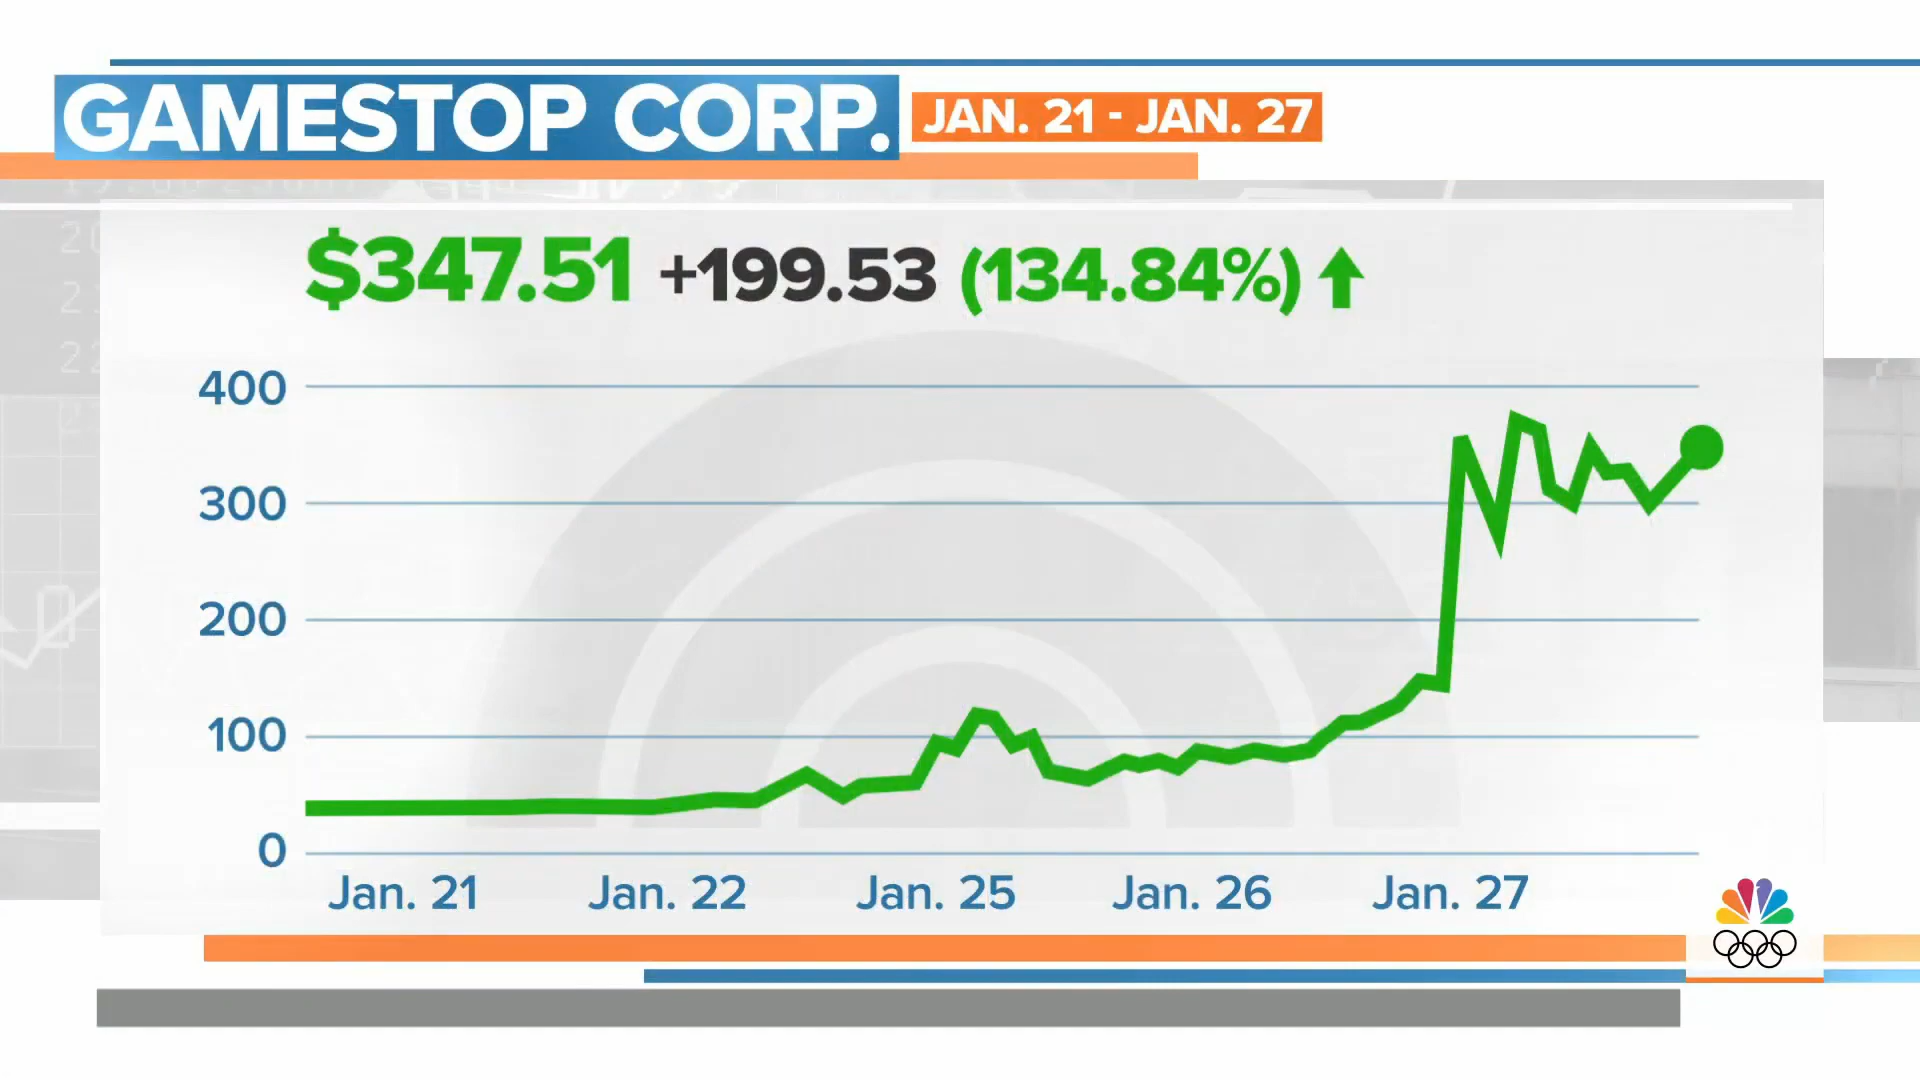 GAMESTOP CORP. JAN. 21 - JAN. 27
$347.51 +199.53 (134.84%)
400
300
200
100
0
Jan. 21 Jan. 22 Jan. 25 Jan. 26 Jan. 27